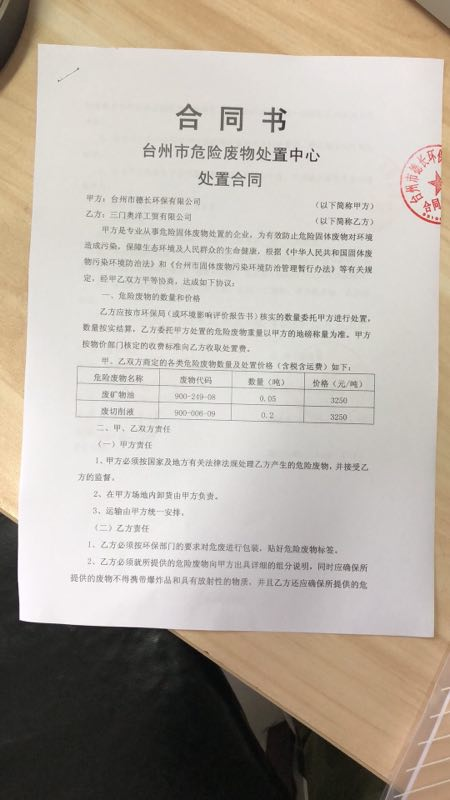 合 同 书
台州市危险废物处置中心
处置合同
甲方：台州市德长环保有限公司 （以下简称甲方）
乙方：三门奥洋工贸有限公司 （以下简称乙方）
甲方是专业从事危险固体废物处置的企业，为有效防止危险固体废物对环境
造成污染，保障生态环境及人民群众的生命健康，根据《中华人民共和国固体废
物污染环境防治法》和《台州市固体废物污染环境防治管理暂行办法》等有关规
定，经甲乙双方平等协商，达成如下协议：
一、危险废物的数量和价格
乙方应按市环保局（或环境影响评价报告书）核实的数量委托甲方进行处置，
数量按实结算，乙方委托甲方处置的危险废物重量以甲方的地磅称量为准。甲方
按物价部门核定的收费标准向乙方收取处置费。
甲、乙双方商定的各类危险废物数量及处置价格（含税含运费）如下：
危险废物名称 废物代码 数量（吨） 价格（元/吨）
废矿物油 900-249-08 0.05 3250
废切削液 900-006-09 0.2 3250
二、甲、乙双方责任
（一）甲方责任
1、甲方必须按国家及地方有关法律法规处理乙方产生的危险废物，并接受乙
方的监督。
2、在甲方场地内卸货由甲方负责。
3、运输由甲方统一安排。
（二）乙方责任
1、乙方必须按环保部门的要求对危废进行包装，贴好危险废物标签。
2、乙方必须就所提供的危险废物向甲方出具详细的组分说明，同时应确保所
提供的废物不得携带爆炸品和具有放射性的物质，并且乙方还应确保所提供的危
台州市德长环保
合同